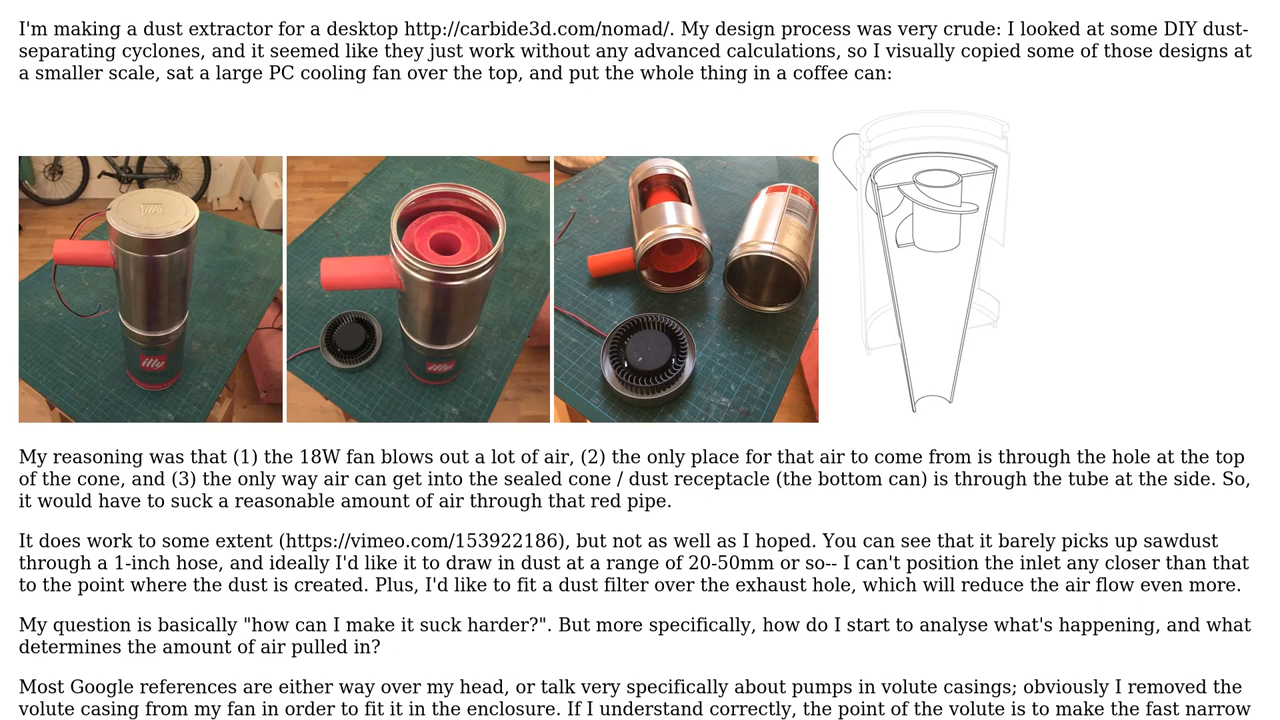 I'm making a dust extractor for a desktop http://carbide3d.com/nomad/. My design process was very crude: I looked at some DIY dust-
separating cyclones, and it seemed like they just work without any advanced calculations, so I visually copied some of those designs at
a smaller scale, sat a large PC cooling fan over the top, and put the whole thing in a coffee can:
illy
illy
My reasoning was that (1) the 18W fan blows out a lot of air, (2) the only place for that air to come from is through the hole at the top
of the cone, and (3) the only way air can get into the sealed cone / dust receptacle (the bottom can) is through the tube at the side. So,
it would have to suck a reasonable amount of air through that red pipe.
It does work to some extent (https://vimeo.com/153922186), but not as well as I hoped. You can see that it barely picks up sawdust
through a 1-inch hose, and ideally I'd like it to draw in dust at a range of 20-50mm or so-- I can't position the inlet any closer than that
to the point where the dust is created. Plus, I'd like to fit a dust filter over the exhaust hole, which will reduce the air flow even more.
My question is basically "how can I make it suck harder?". But more specifically, how do I start to analyse what's happening, and what
determines the amount of air pulled in?
Most Google references are either way over my head, or talk very specifically about pumps in volute casings; obviously I removed the
volute casing from my fan in order to fit it in the enclosure. If I understand correctly, the point of the volute is to make the fast narrow